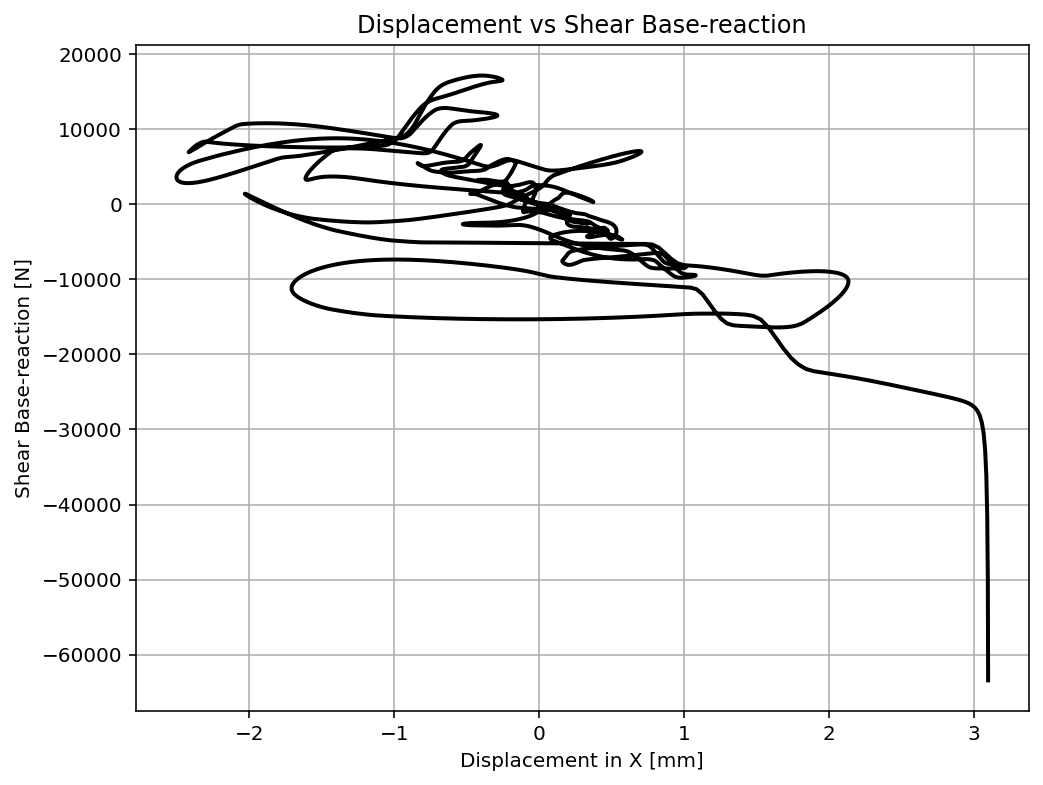 Displacement vs Shear Base-reaction
20000
10000
0
−10000
−20000
−30000
−40000
−50000
−60000
Shear Base-reaction [N]
−2 −1 0 1 2 3
Displacement in X [mm]